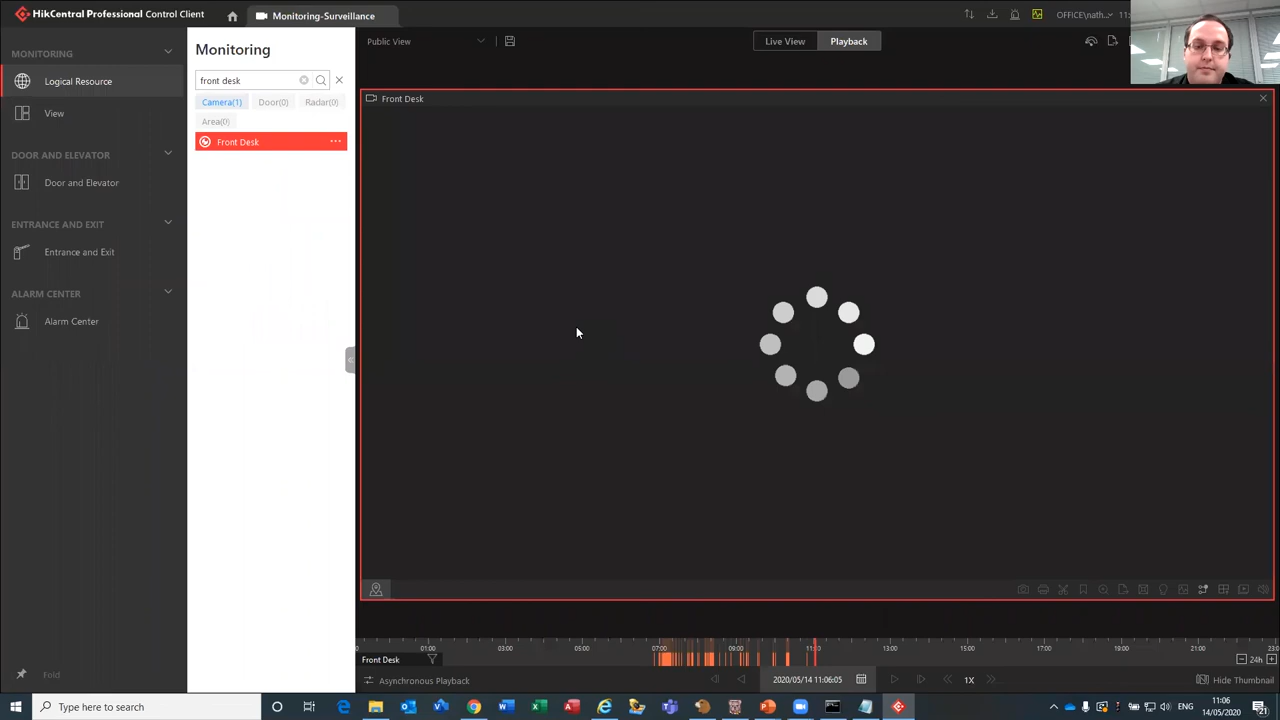 HikCentral Professional Control Client
Monitoring-Surveillance
OFFICE\nath...
MONITORING
Logical Resource
View
DOOR AND ELEVATOR
Door and Elevator
ENTRANCE AND EXIT
Entrance and Exit
ALARM CENTER
Alarm Center
Fold
Monitoring
front desk
Camera(1)
Door(0)
Radar(0)
Area(0)
Front Desk
Public View
Live View
Playback
Front Desk
01:00 03:00 05:00 07:00 09:00 13:00 15:00 17:00 19:00 21:00
Front Desk
24h
Asynchronous Playback
2020/05/14 11:06:05
1X
Hide Thumbnail
Type here to search
ENG
11:06
14/05/2020